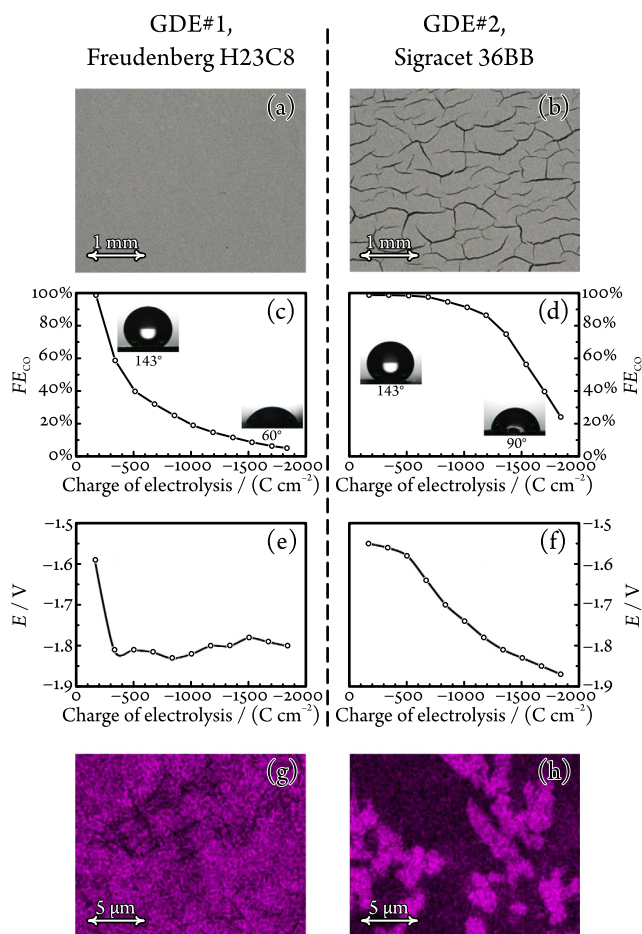 GDE#1,
Freudenberg H23C8
GDE#2,
Sigracet 36BB
(a)
1 mm
(b)
1 mm
100%
80%
60%
40%
20%
0%
FE_CO
(c)
143°
60°
0 −500 −1000 −1500 −2000
Charge of electrolysis / (C cm⁻²)
(d)
143°
90°
100%
80%
60%
40%
20%
0%
FE_CO
0 −500 −1000 −1500 −2000
Charge of electrolysis / (C cm⁻²)
−1.5
−1.6
−1.7
−1.8
−1.9
E / V
(e)
0 −500 −1000 −1500 −2000
Charge of electrolysis / (C cm⁻²)
(f)
−1.5
−1.6
−1.7
−1.8
−1.9
E / V
0 −500 −1000 −1500 −2000
Charge of electrolysis / (C cm⁻²)
(g)
5 μm
(h)
5 μm